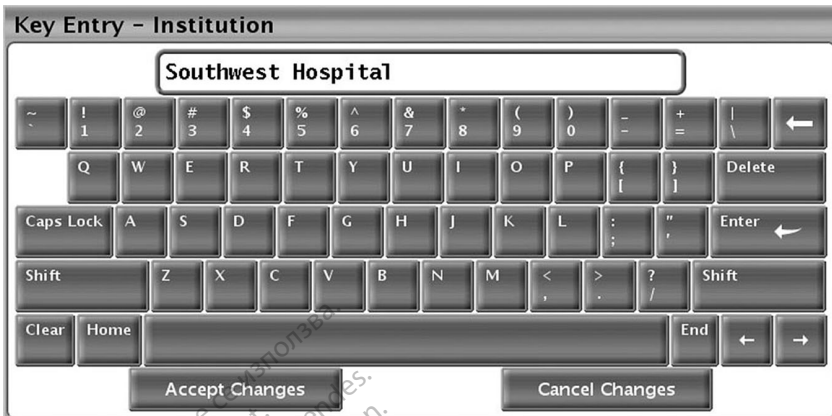 Key Entry - Institution
Southwest Hospital
~ ` ! 1 @ 2 # 3 $ 4 % 5 ^ 6 & 7 * 8 ( 9 ) 0 _ - + = | \ ←
Q W E R T Y U I O P { [ } ] Delete
Caps Lock A S D F G H J K L : ; " ' Enter
Shift Z X C V B N M < , > . ? / Shift
Clear Home End ← →
Accept Changes Cancel Changes